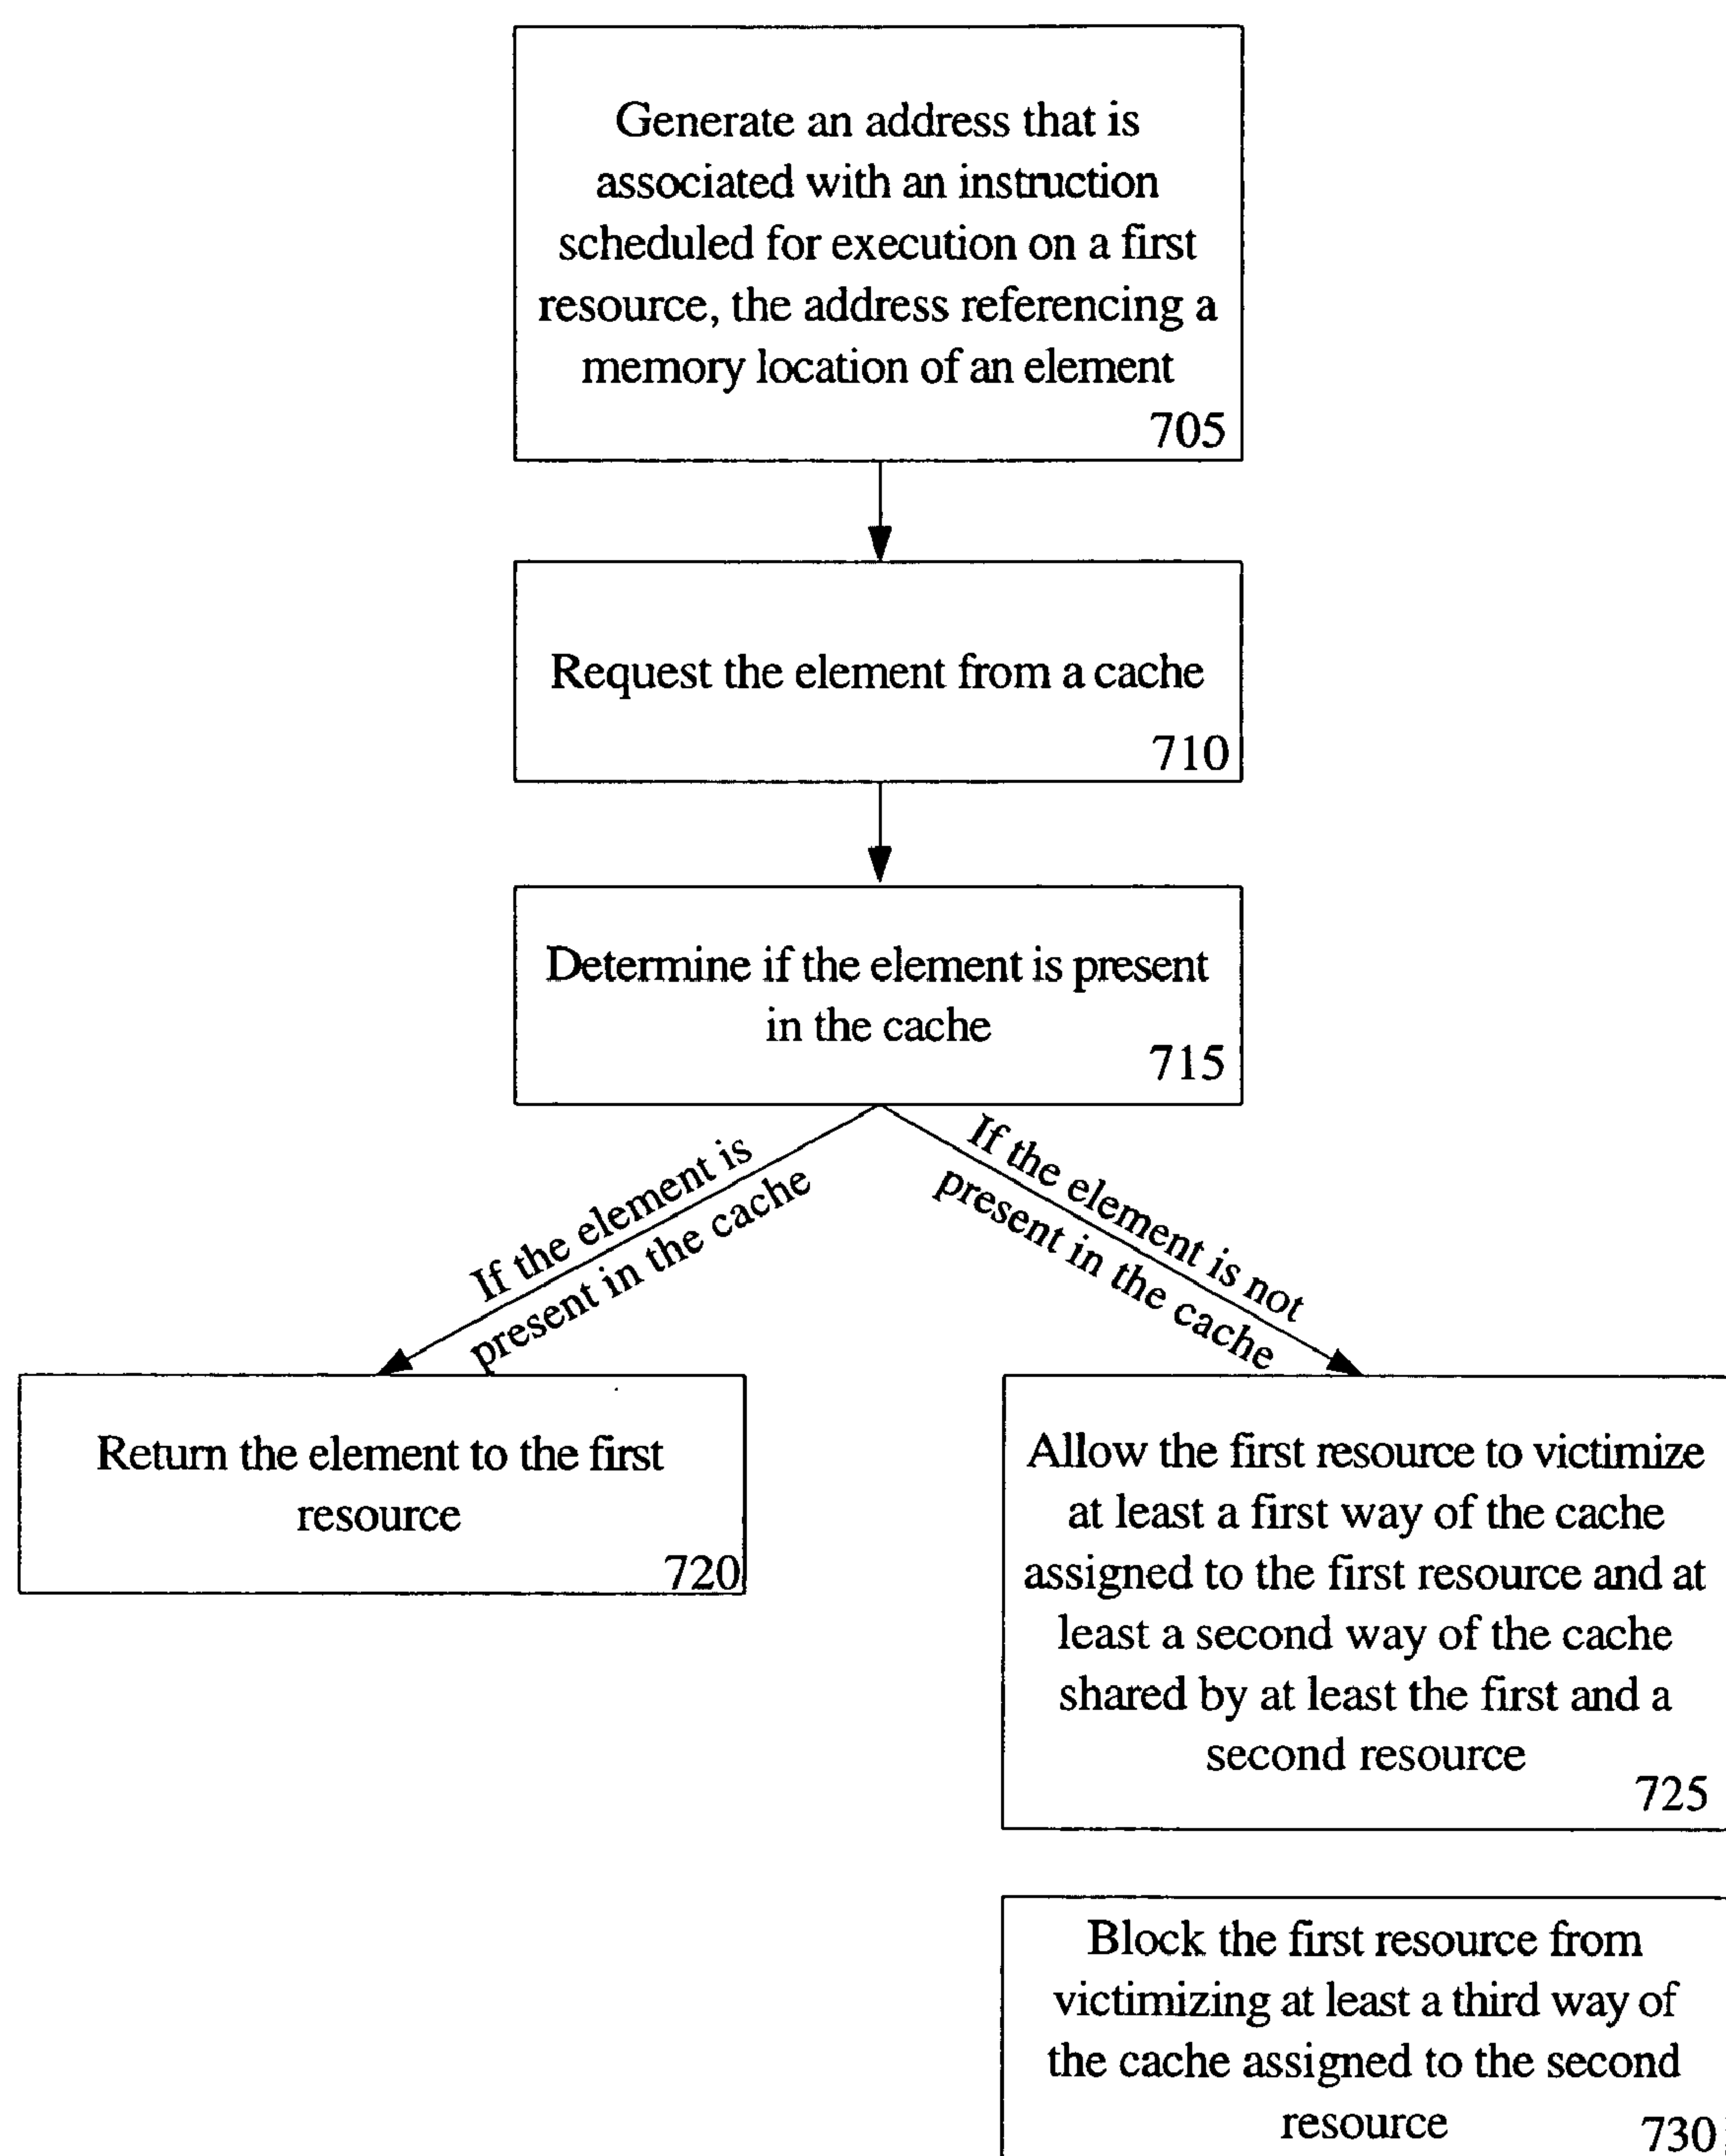 Generate an address that is
associated with an instruction
scheduled for execution on a first
resource, the address referencing a
memory location of an element
705
Request the element from a cache
710
Determine if the element is present
in the cache
715
If the element is
present in the cache
If the element is not
present in the cache
Return the element to the first
resource
720
Allow the first resource to victimize
at least a first way of the cache
assigned to the first resource and at
least a second way of the cache
shared by at least the first and a
second resource
725
Block the first resource from
victimizing at least a third way of
the cache assigned to the second
resource
730